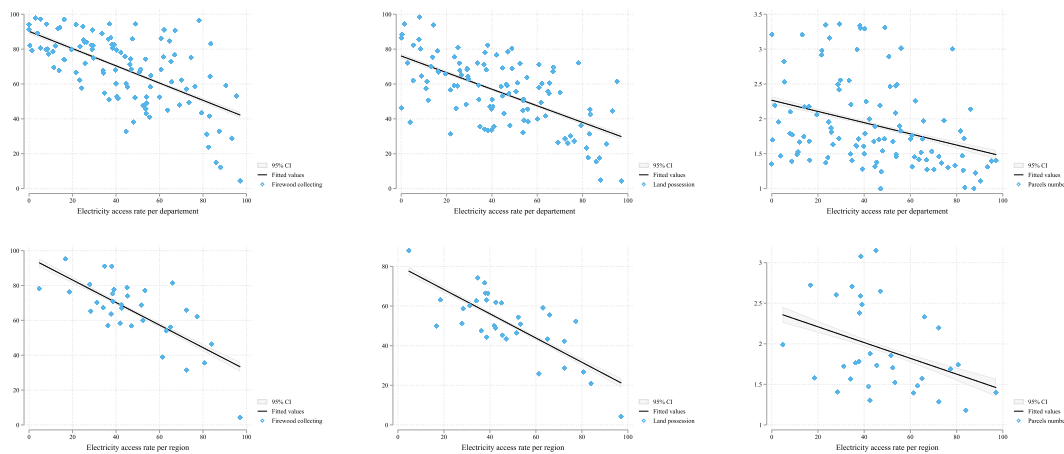 100
80
60
40
20
0
0 20 40 60 80 100
Electricity access rate per departement
95% CI
Fitted values
Firewood collecting
100
80
60
40
20
0
0 20 40 60 80 100
Electricity access rate per departement
95% CI
Fitted values
Land possession
3.5
3
2.5
2
1.5
1
0 20 40 60 80 100
Electricity access rate per departement
95% CI
Fitted values
Parcels numbe
100
80
60
40
20
0
0 20 40 60 80 100
Electricity access rate per region
95% CI
Fitted values
Firewood collecting
80
60
40
20
0
0 20 40 60 80 100
Electricity access rate per region
95% CI
Fitted values
Land possession
3
2.5
2
1.5
1
0 20 40 60 80 100
Electricity access rate per region
95% CI
Fitted values
Parcels numbe